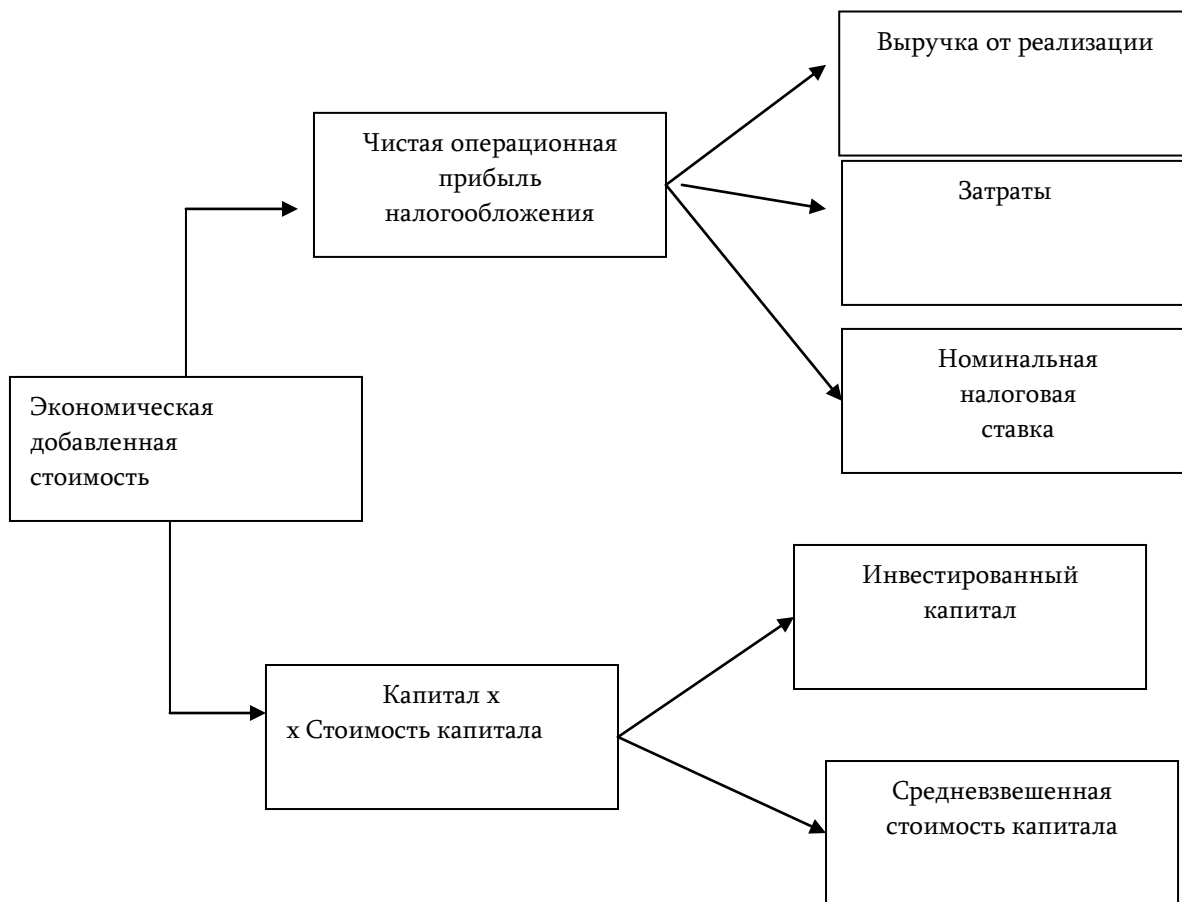 Выручка от реализации
Чистая операционная
прибыль
налогообложения
Затраты
Номинальная
налоговая
ставка
Экономическая
добавленная
стоимость
Инвестированный
капитал
Капитал х
х Стоимость капитала
Средневзвешенная
стоимость капитала